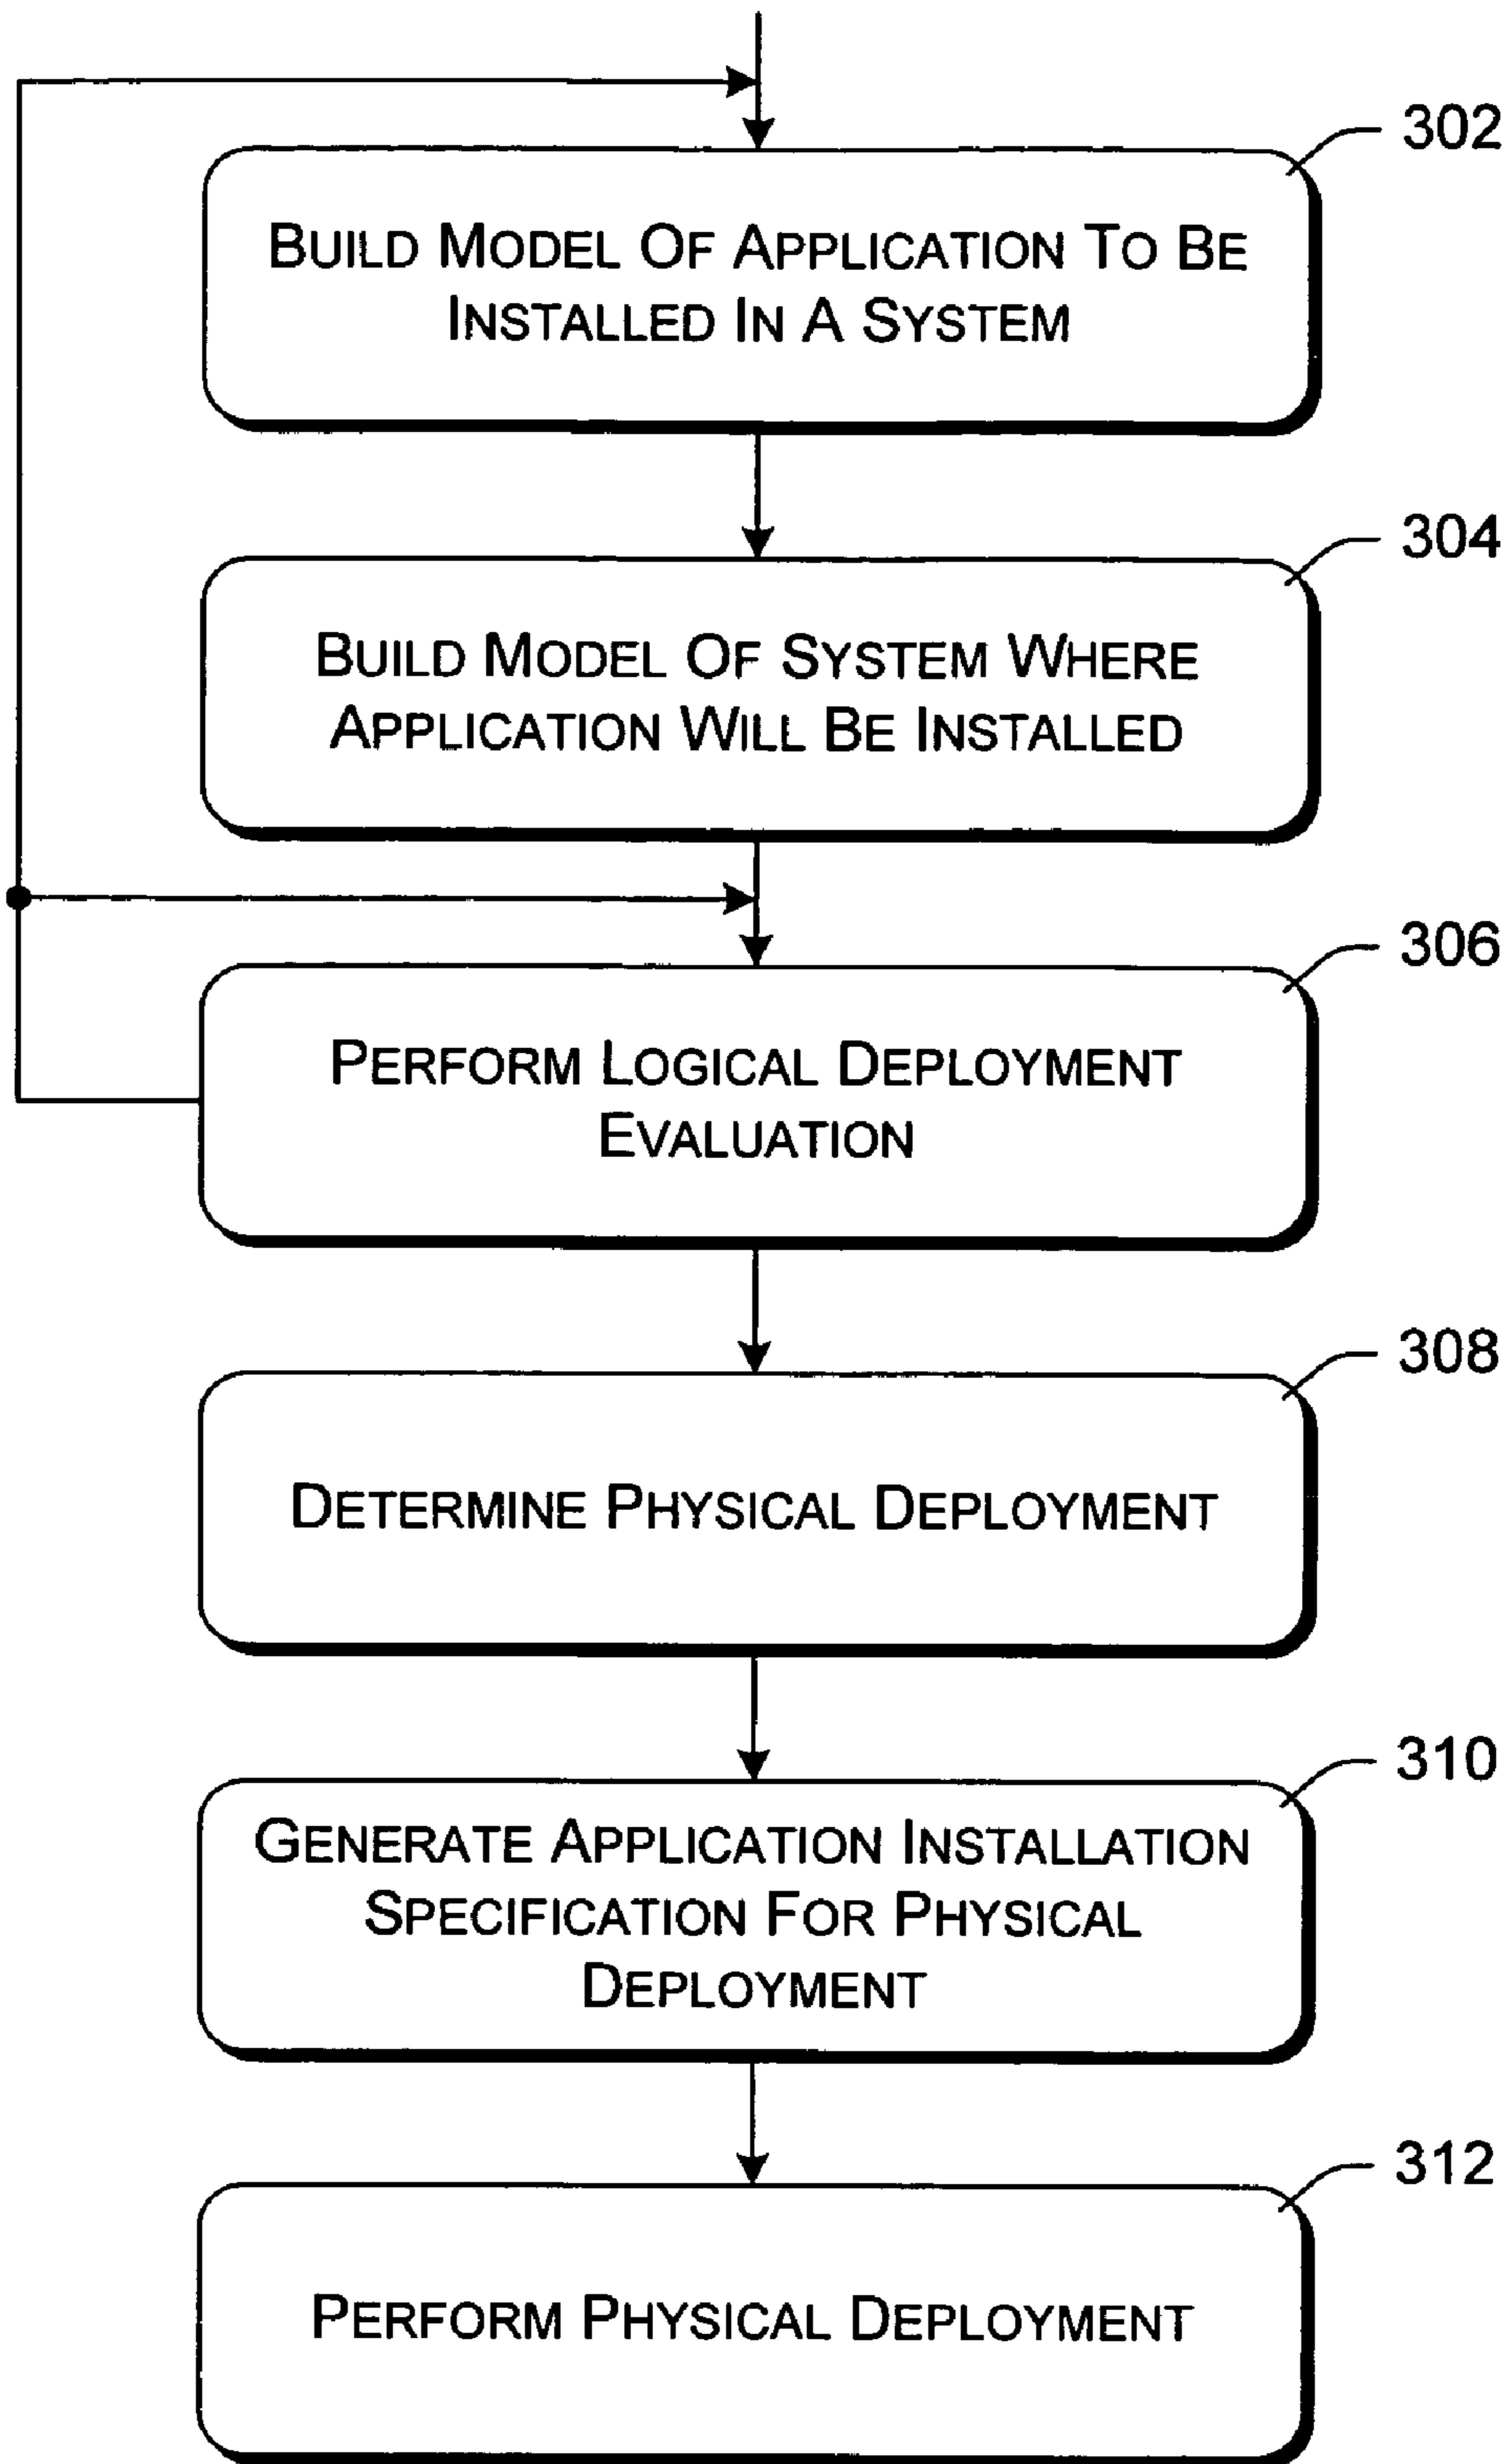 302
BUILD MODEL OF APPLICATION TO BE
INSTALLED IN A SYSTEM
304
BUILD MODEL OF SYSTEM WHERE
APPLICATION WILL BE INSTALLED
306
PERFORM LOGICAL DEPLOYMENT
EVALUATION
308
DETERMINE PHYSICAL DEPLOYMENT
310
GENERATE APPLICATION INSTALLATION
SPECIFICATION FOR PHYSICAL
DEPLOYMENT
312
PERFORM PHYSICAL DEPLOYMENT